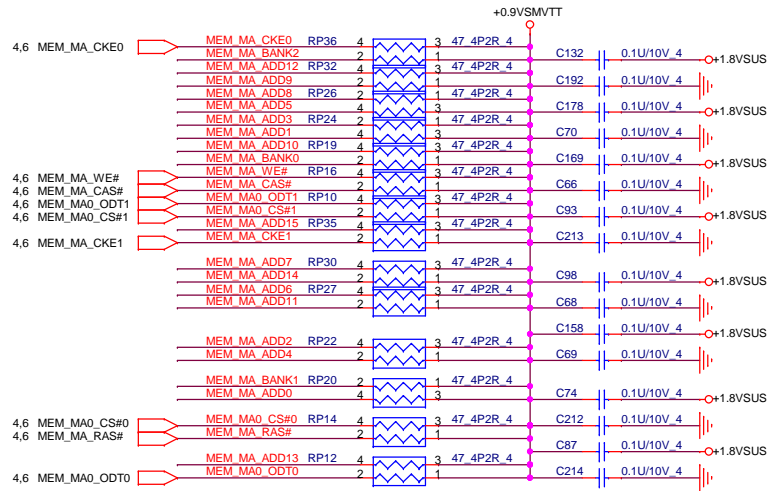 +0.9VSMVTT
4,6 MEM_MA_CKE0 MEM_MA_CKE0 RP36 4 3 47_4P2R_4
MEM_MA_BANK2 2 1 C132 0.1U/10V_4 +1.8VSUS
MEM_MA_ADD12 RP32 4 3 47_4P2R_4
MEM_MA_ADD9 2 1 C192 0.1U/10V_4
MEM_MA_ADD8 RP26 2 1 47_4P2R_4
MEM_MA_ADD5 4 3 C178 0.1U/10V_4 +1.8VSUS
MEM_MA_ADD3 RP24 2 1 47_4P2R_4
MEM_MA_ADD1 4 3 C70 0.1U/10V_4
MEM_MA_ADD10 RP19 4 3 47_4P2R_4
MEM_MA_BANK0 2 1 C169 0.1U/10V_4 +1.8VSUS
4,6 MEM_MA_WE# MEM_MA_WE# RP16 4 3 47_4P2R_4
4,6 MEM_MA_CAS# MEM_MA_CAS# 2 1 C66 0.1U/10V_4
4,6 MEM_MA0_ODT1 MEM_MA0_ODT1 RP10 4 3 47_4P2R_4
4,6 MEM_MA0_CS#1 MEM_MA0_CS#1 2 1 C93 0.1U/10V_4 +1.8VSUS
MEM_MA_ADD15 RP35 4 3 47_4P2R_4
4,6 MEM_MA_CKE1 MEM_MA_CKE1 2 1 C213 0.1U/10V_4
MEM_MA_ADD7 RP30 4 3 47_4P2R_4
MEM_MA_ADD14 2 1 C98 0.1U/10V_4 +1.8VSUS
MEM_MA_ADD6 RP27 4 3 47_4P2R_4
MEM_MA_ADD11 2 1 C68 0.1U/10V_4
C158 0.1U/10V_4 +1.8VSUS
MEM_MA_ADD2 RP22 4 3 47_4P2R_4
MEM_MA_ADD4 2 1 C69 0.1U/10V_4
MEM_MA_BANK1 RP20 2 1 47_4P2R_4
MEM_MA_ADD0 4 3 C74 0.1U/10V_4 +1.8VSUS
4,6 MEM_MA0_CS#0 MEM_MA0_CS#0 RP14 4 3 47_4P2R_4 C212 0.1U/10V_4
4,6 MEM_MA_RAS# MEM_MA_RAS# 2 1
C87 0.1U/10V_4 +1.8VSUS
MEM_MA_ADD13 RP12 4 3 47_4P2R_4
4,6 MEM_MA0_ODT0 MEM_MA0_ODT0 2 1 C214 0.1U/10V_4